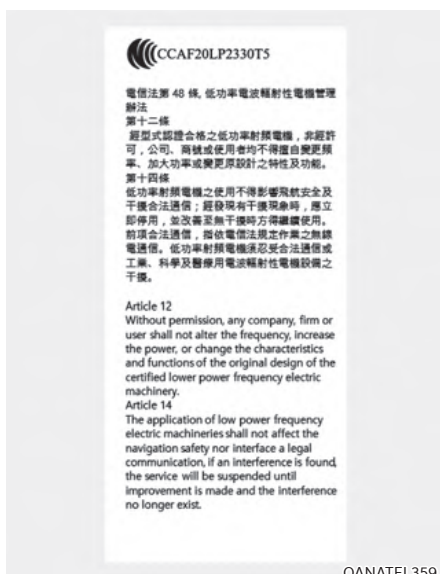 CCAF20LP2330T5
電信法第 48 條, 低功率電波輻射性電機管理
辦法
第十二條
經型式認證合格之低功率射頻電機，非經許
可，公司、商號或使用者均不得擅自變更頻
率、加大功率或變更原設計之特性及功能。
第十四條
低功率射頻電機之使用不得影響飛航安全及
干擾合法通信；經發現有干擾現象時，應立
即停用，並改善至無干擾時方得繼續使用。
前項合法通信，指依電信法規定作業之無線
電通信。低功率射頻電機須忍受合法通信或
工業、科學及醫療用電波輻射性電機設備之
干擾。
Article 12
Without permission, any company, firm or
user shall not alter the frequency, increase
the power, or change the characteristics
and functions of the original design of the
certified lower power frequency electric
machinery.
Article 14
The application of low power frequency
electric machineries shall not affect the
navigation safety nor interface a legal
communication, if an interference is found,
the service will be suspended until
improvement is made and the interference
no longer exist.
OANATEL359